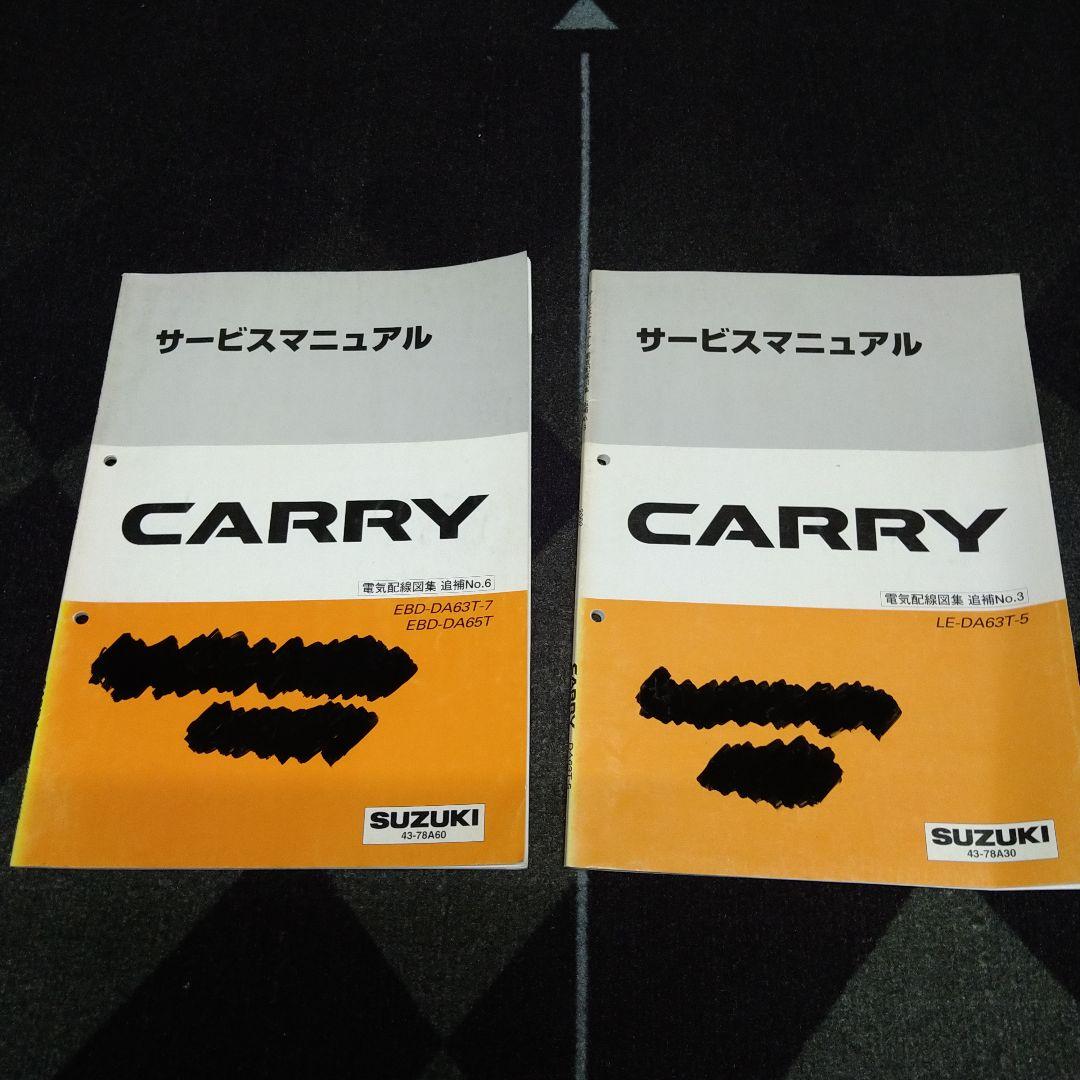 サービスマニュアル
CARRY
電気配線図集 追補No.6
EBD-DA63T-7
EBD-DA65T
SUZUKI
43-78A60
サービスマニュアル
CARRY
電気配線図集 追補No.3
LE-DA63T-5
SUZUKI
43-78A30
CARRY